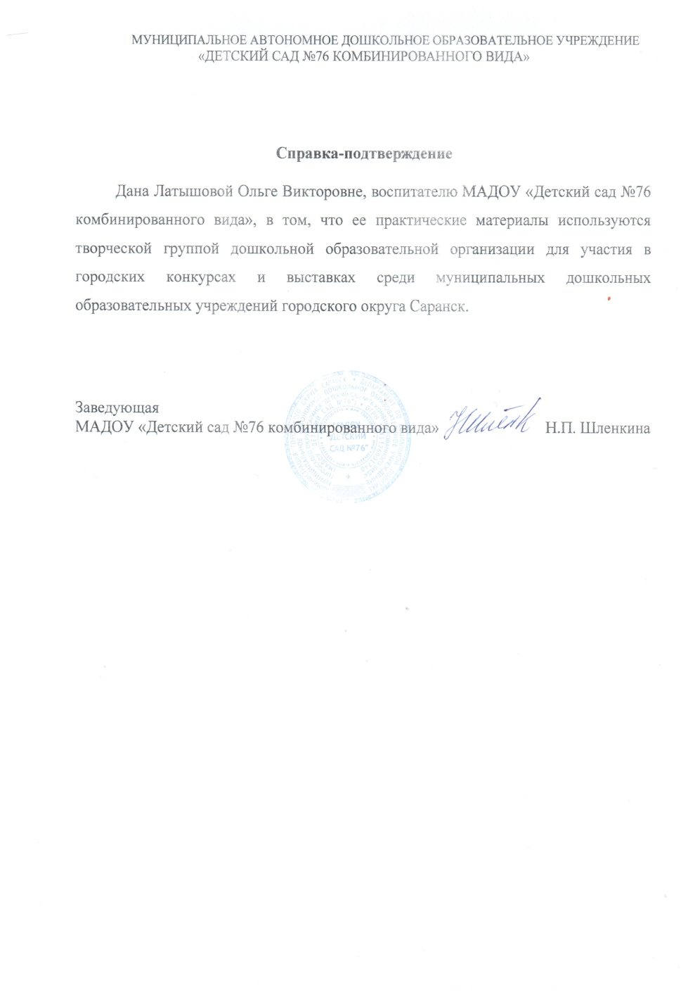 МУНИЦИПАЛЬНОЕ АВТОНОМНОЕ ДОШКОЛЬНОЕ ОБРАЗОВАТЕЛЬНОЕ УЧРЕЖДЕНИЕ
«ДЕТСКИЙ САД №76 КОМБИНИРОВАННОГО ВИДА»
Справка-подтверждение
Дана Латышовой Ольге Викторовне, воспитателю МАДОУ «Детский сад №76
комбинированного вида», в том, что ее практические материалы используются
творческой группой дошкольной образовательной организации для участия в
городских конкурсах и выставках среди муниципальных дошкольных
образовательных учреждений городского округа Саранск.
Заведующая
МАДОУ «Детский сад №76 комбинированного вида» Н.П. Шленкина
МАДОУ
"ДЕТСКИЙ
САД №76"